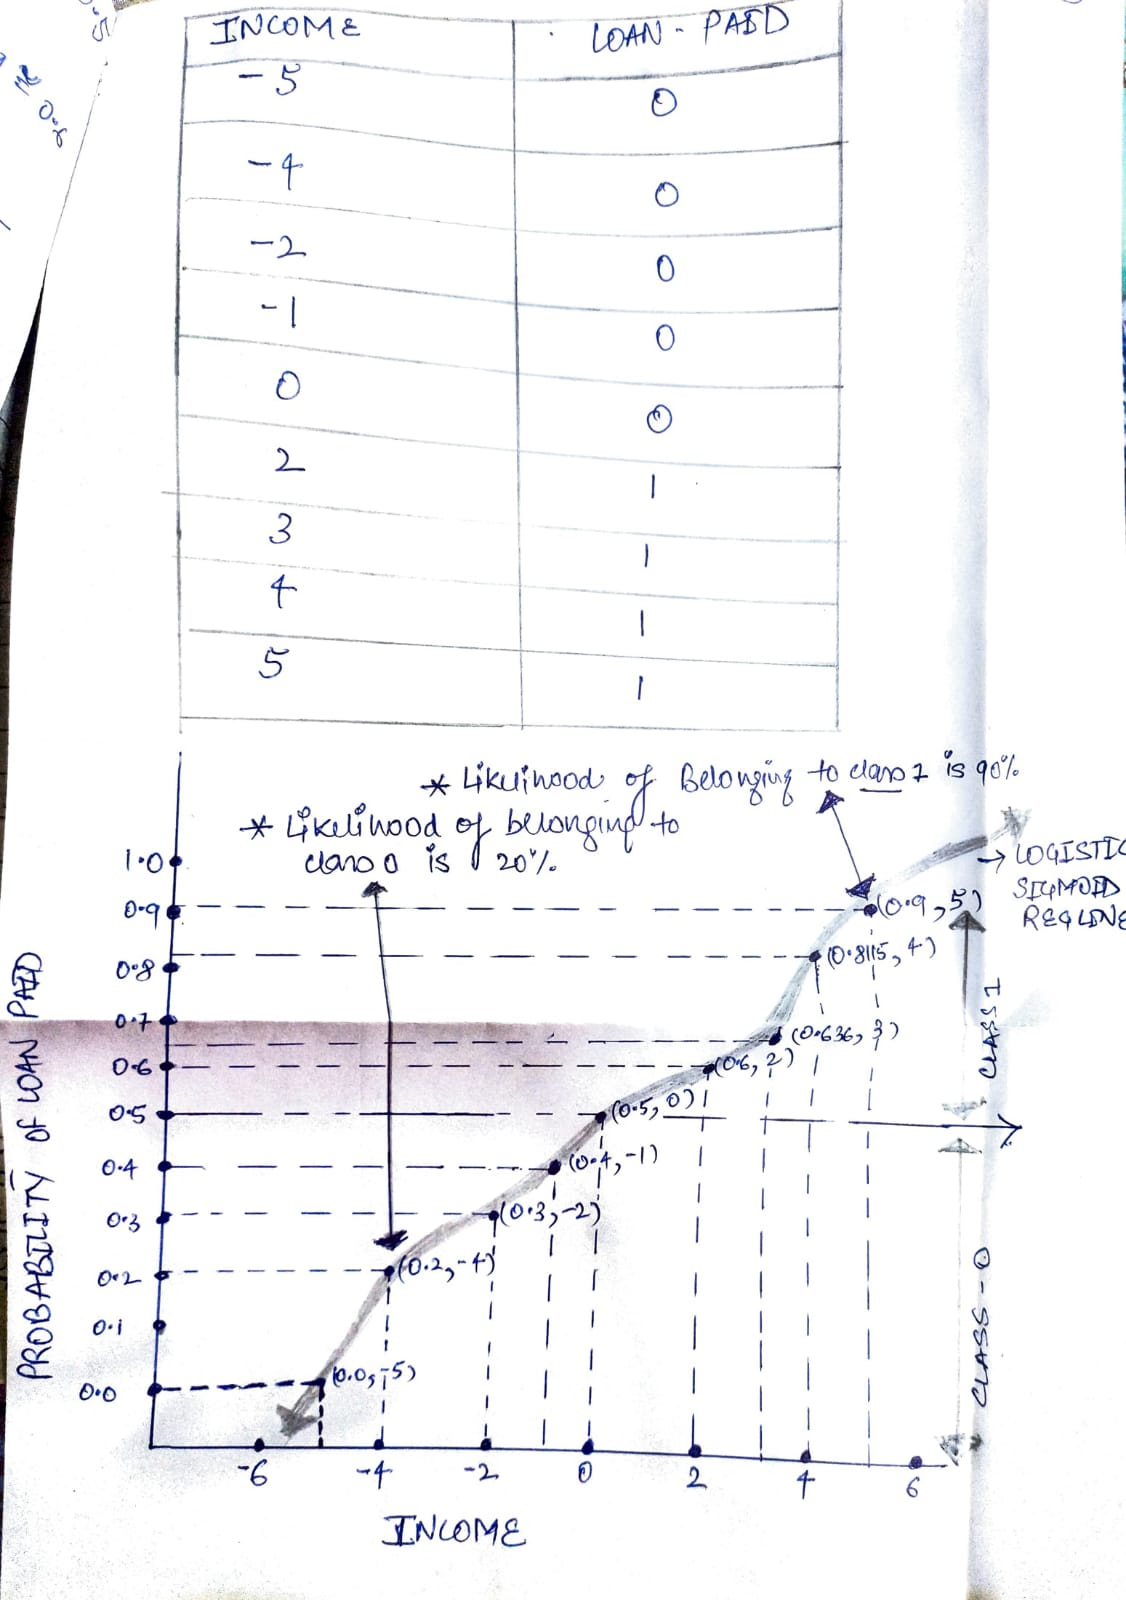 INCOME LOAN - PAID
-5 0
-4 0
-2 0
-1 0
0 0
2 1
3 1
4 1
5 1
* Likelihood of Belonging to class 1 is 90%
* Likelihood of belonging to
class 0 is 20%
1.0
→ LOGISTIC
SIGMOID
REGLINE
0.9
(0.9, 5)
(0.8115, 4)
0.8
0.7
(0.636, 3)
0.6
(0.6, 2)
0.5
(0.5, 0)
0.4
(0.4, -1)
0.3
(0.3, -2)
0.2
(0.2, -4)
0.1
0.0
(0.0, -5)
CLASS 1
CLASS - 0
PROBABILITY OF LOAN PAID
-6 -4 -2 0 2 4 6
INCOME